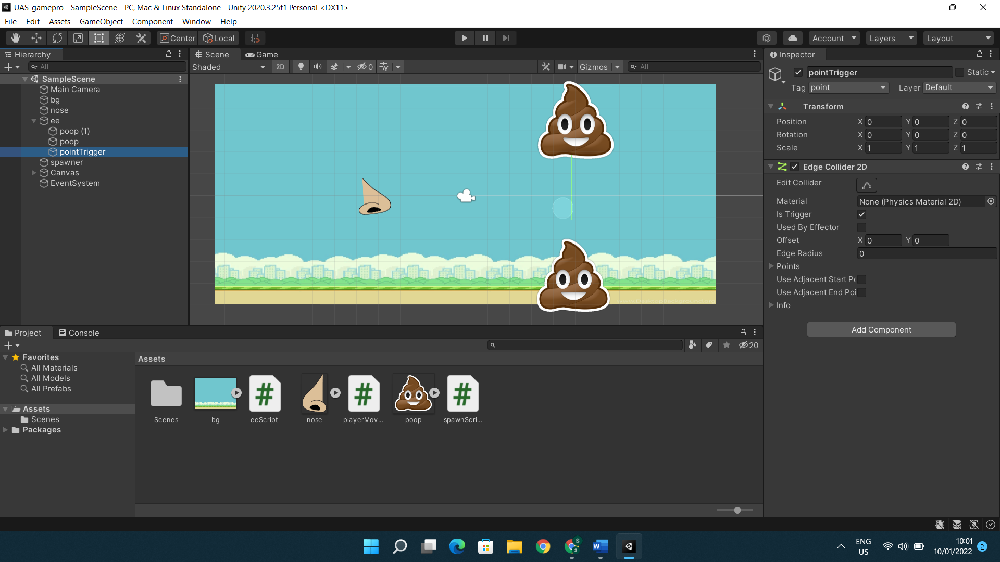 UAS_gamepro - SampleScene - PC, Mac & Linux Standalone - Unity 2020.3.25f1 Personal <DX11>
File Edit Assets GameObject Component Window Help
Center Local Account Layers Layout
Hierarchy
All
SampleScene
Main Camera
bg
nose
ee
poop (1)
poop
pointTrigger
spawner
Canvas
EventSystem
Scene Game
Shaded 2D 0 Gizmos All
Inspector
pointTrigger Static
Tag point Layer Default
Transform
Position X 0 Y 0 Z 0
Rotation X 0 Y 0 Z 0
Scale X 1 Y 1 Z 1
Edge Collider 2D
Edit Collider
Material None (Physics Material 2D)
Is Trigger
Used By Effector
Offset X 0 Y 0
Edge Radius 0
Points
Use Adjacent Start Po
Use Adjacent End Poi
Info
Add Component
Project Console
20
Favorites
All Materials
All Models
All Prefabs
Assets
Scenes
Packages
Assets
Scenes bg eeScript nose playerMov... poop spawnScri...
ENG
US
10:01
10/01/2022
2